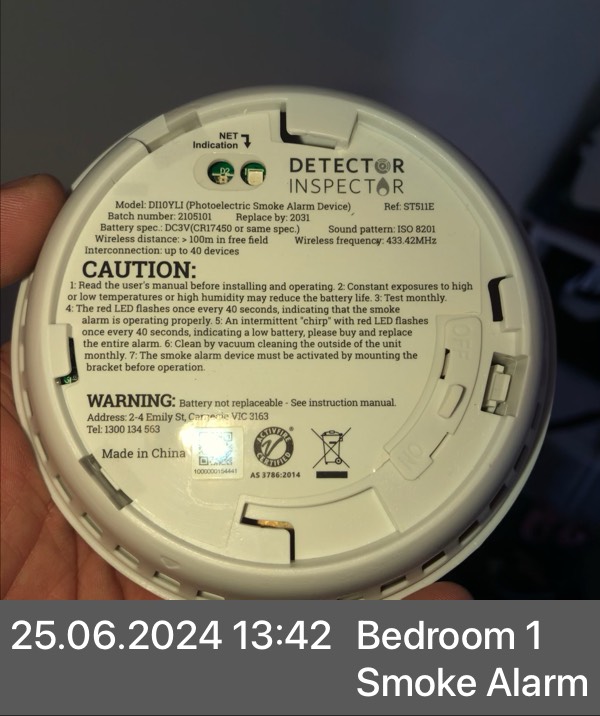 NET
Indication
DETECTOR
INSPECTOR
Model: DI10YLI (Photoelectric Smoke Alarm Device) Ref: ST511E
Batch number: 2105101 Replace by: 2031
Battery spec.: DC3V(CR17450 or same spec.) Sound pattern: ISO 8201
Wireless distance: > 100m in free field Wireless frequency: 433.42MHz
Interconnection: up to 40 devices
CAUTION:
1: Read the user's manual before installing and operating. 2: Constant exposures to high
or low temperatures or high humidity may reduce the battery life. 3: Test monthly.
4: The red LED flashes once every 40 seconds, indicating that the smoke
alarm is operating properly. 5: An intermittent "chirp" with red LED flashes
once every 40 seconds, indicating a low battery, please buy and replace
the entire alarm. 6: Clean by vacuum cleaning the outside of the unit
monthly. 7: The smoke alarm device must be activated by mounting the
bracket before operation.
WARNING: Battery not replaceable - See instruction manual.
Address: 2-4 Emily St, Carnegie VIC 3163
Tel: 1300 134 563
Made in China
ACTIVFIRE
CERTIFIED
AS 3786:2014
OFF
ON
25.06.2024 13:42 Bedroom 1
Smoke Alarm